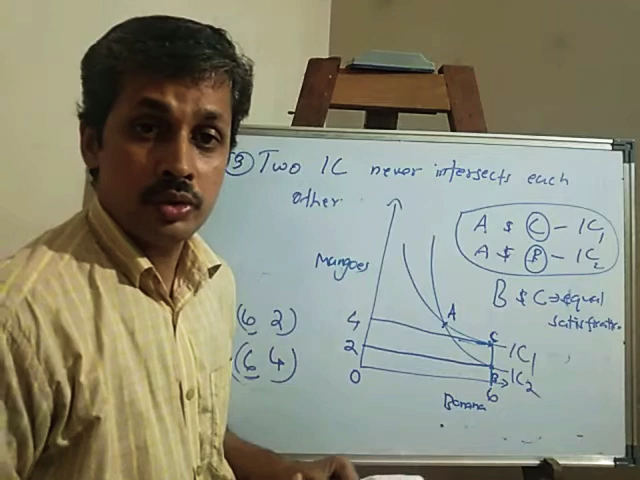 ③ Two IC never intersects each
other
A & C - IC₁
A & B - IC₂
B & C ⇒ equal
satisfaction
Mangoes
A
4
C
IC₁
2
B
IC₂
0
6
Banana
(6 2)
(6 4)